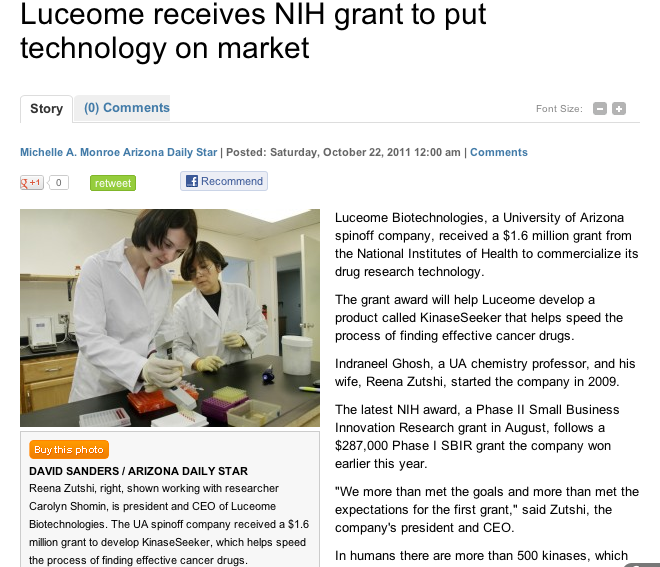 Luceome receives NIH grant to put
technology on market
Story
(0) Comments
Font Size:
Michelle A. Monroe Arizona Daily Star | Posted: Saturday, October 22, 2011 12:00 am | Comments
+1
0
retweet
Recommend
Buy this photo
DAVID SANDERS / ARIZONA DAILY STAR
Reena Zutshi, right, shown working with researcher
Carolyn Shomin, is president and CEO of Luceome
Biotechnologies. The UA spinoff company received a $1.6
million grant to develop KinaseSeeker, which helps speed
the process of finding effective cancer drugs.
Luceome Biotechnologies, a University of Arizona
spinoff company, received a $1.6 million grant from
the National Institutes of Health to commercialize its
drug research technology.
The grant award will help Luceome develop a
product called KinaseSeeker that helps speed the
process of finding effective cancer drugs.
Indraneel Ghosh, a UA chemistry professor, and his
wife, Reena Zutshi, started the company in 2009.
The latest NIH award, a Phase II Small Business
Innovation Research grant in August, follows a
$287,000 Phase I SBIR grant the company won
earlier this year.
"We more than met the goals and more than met the
expectations for the first grant," said Zutshi, the
company's president and CEO.
In humans there are more than 500 kinases, which